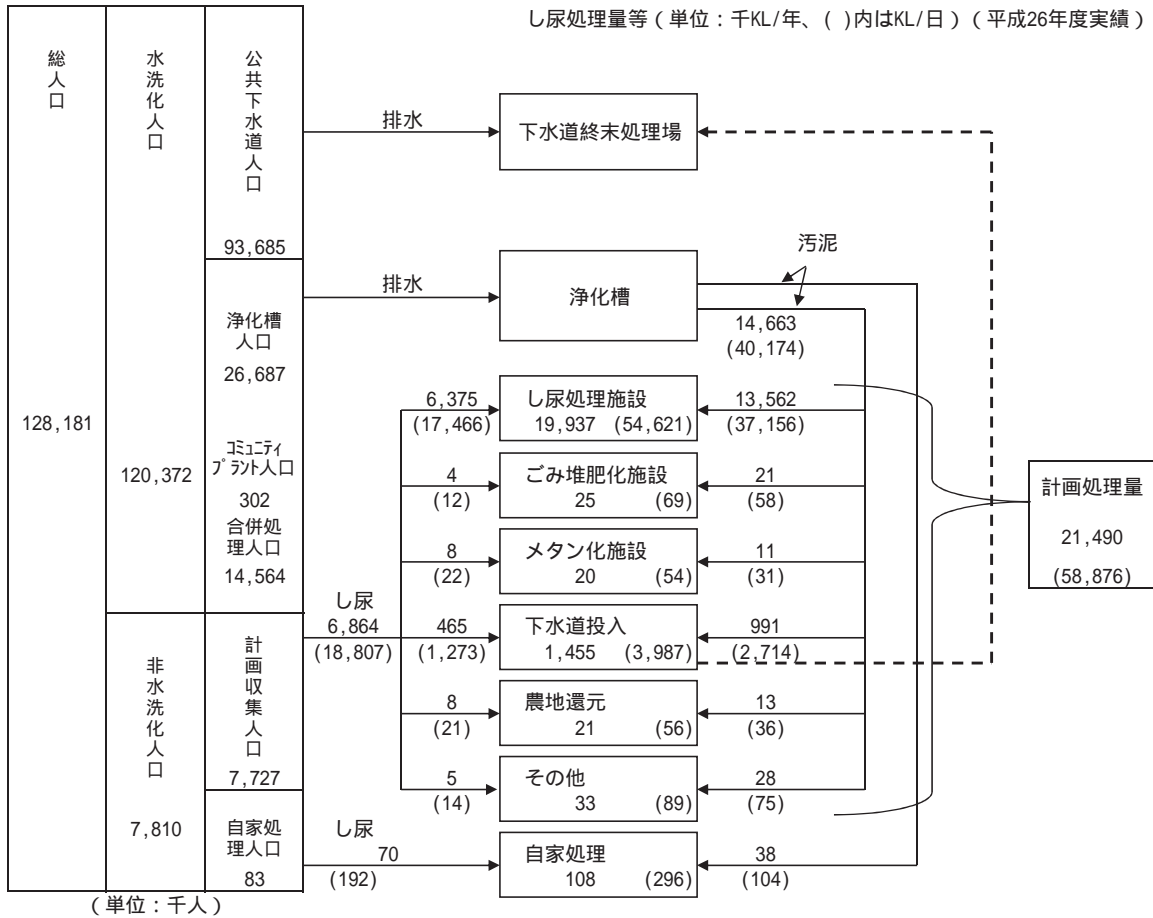 し尿処理量等(単位:千KL/年、( )内はKL/日)(平成26年度実績)
総人口
128,181
水洗化人口
120,372
非水洗化人口
7,810
公共下水道人口
93,685
浄化槽
人口
26,687
コミュニティ
プラント人口
302
合併処
理人口
14,564
計画収集人口
7,727
自家処
理人口
83
(単位:千人)
排水
下水道終末処理場
排水
浄化槽
汚泥
14,663
(40,174)
し尿
6,864
(18,807)
6,375
(17,466)
し尿処理施設
19,937 (54,621)
13,562
(37,156)
4
(12)
ごみ堆肥化施設
25 (69)
21
(58)
8
(22)
メタン化施設
20 (54)
11
(31)
465
(1,273)
下水道投入
1,455 (3,987)
991
(2,714)
8
(21)
農地還元
21 (56)
13
(36)
5
(14)
その他
33 (89)
28
(75)
し尿
70
(192)
自家処理
108 (296)
38
(104)
計画処理量
21,490
(58,876)